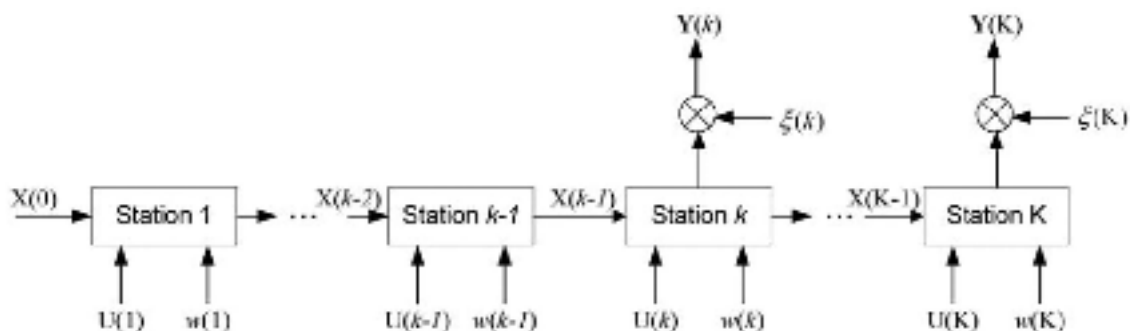 Y(k) Y(K)
ξ(k) ξ(K)
X(0) X(k-2) X(k-1) X(K-1)
Station 1 ... Station k-1 Station k ... Station K
U(1) w(1) U(k-1) w(k-1) U(k) w(k) U(K) w(K)